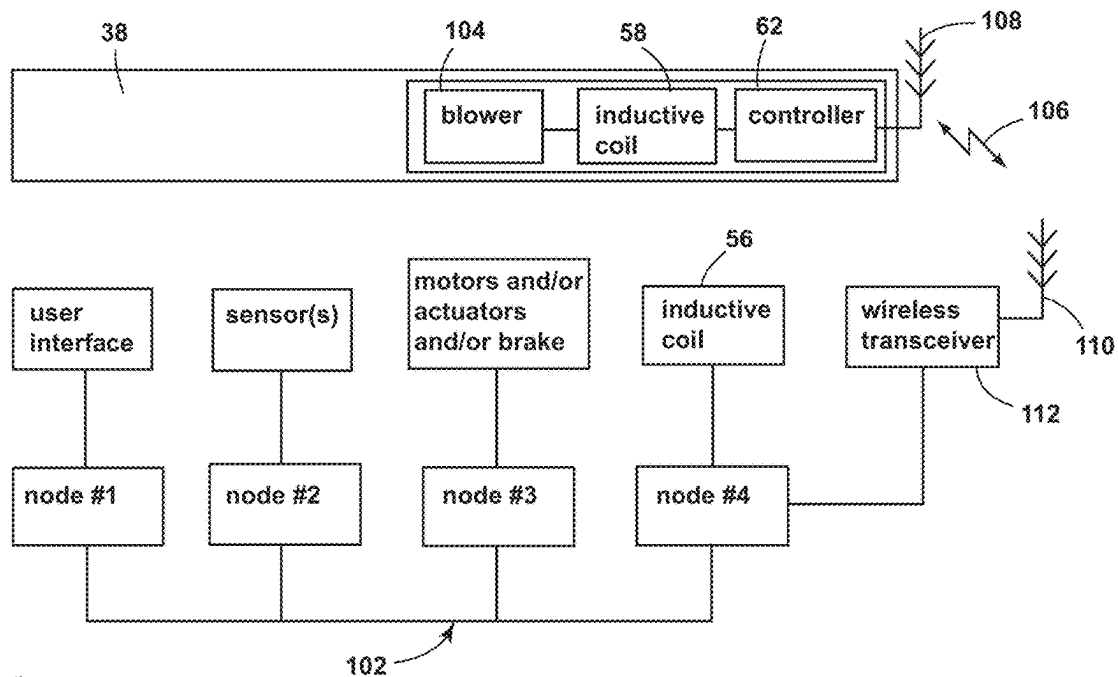 38
104
58
62
108
blower
inductive
coil
controller
106
user
interface
sensor(s)
motors and/or
actuators
and/or brake
56
inductive
coil
wireless
transceiver
110
112
node #1
node #2
node #3
node #4
102